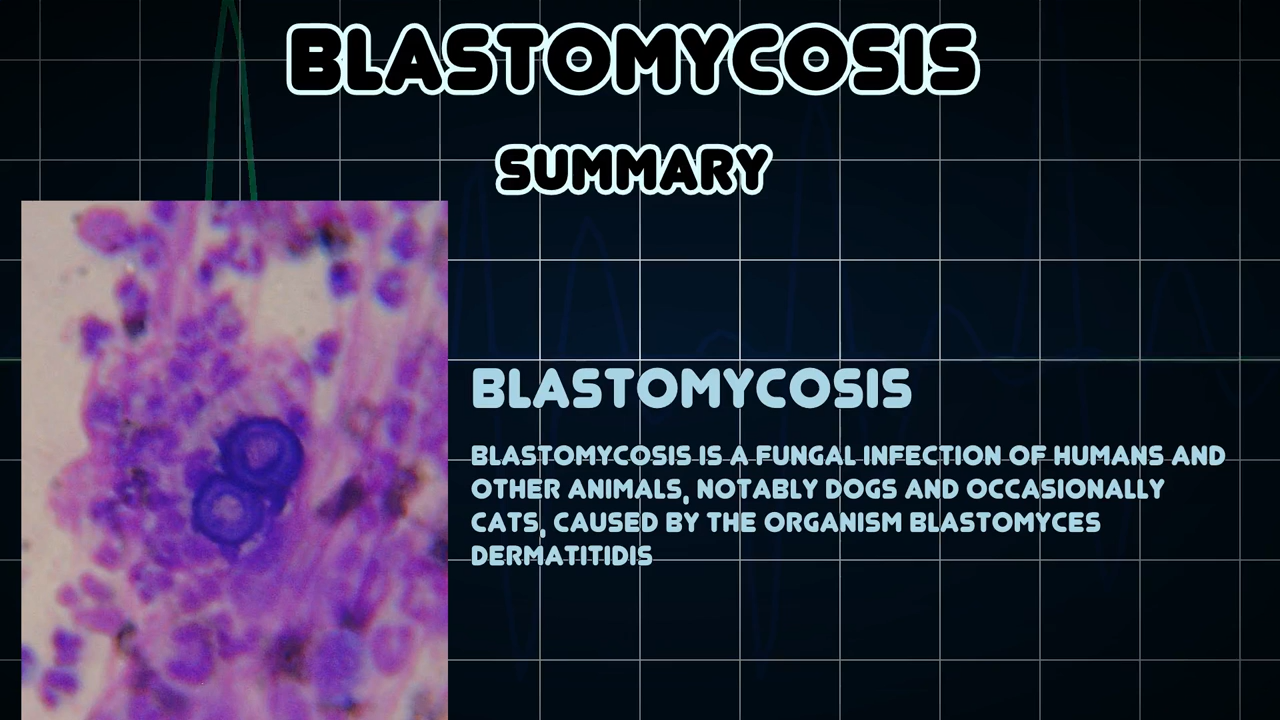 BLASTOMYCOSIS
SUMMARY
BLASTOMYCOSIS
BLASTOMYCOSIS IS A FUNGAL INFECTION OF HUMANS AND
OTHER ANIMALS, NOTABLY DOGS AND OCCASIONALLY
CATS, CAUSED BY THE ORGANISM BLASTOMYCES
DERMATITIDIS